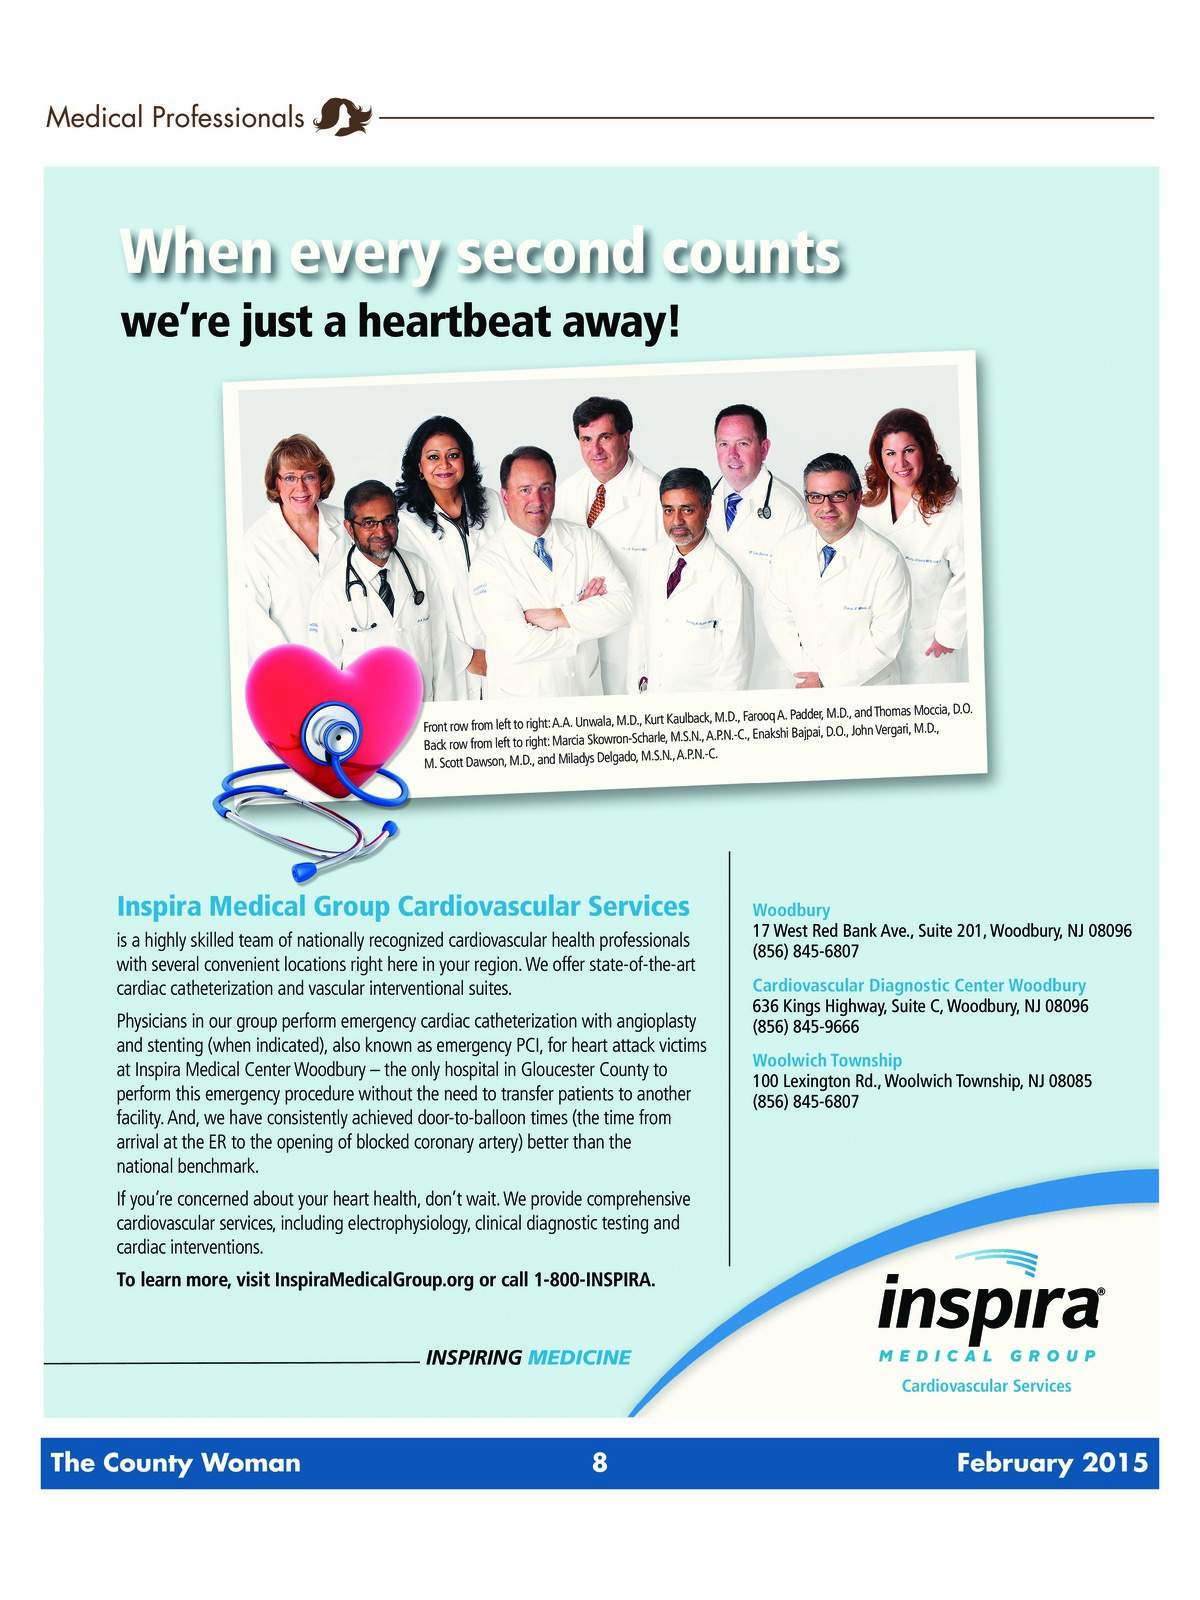 Medical Professionals
When every second counts
we're just a heartbeat away!
Front row from left to right: A.A. Unwala, M.D., Kurt Kaulback, M.D., Farooq A. Padder, M.D., and Thomas Moccia, D.O.
Back row from left to right: Marcia Skowron-Scharle, M.S.N., A.P.N.-C., Enakshi Bajpai, D.O., John Vergari, M.D.,
M. Scott Dawson, M.D., and Miladys Delgado, M.S.N., A.P.N.-C.
Inspira Medical Group Cardiovascular Services
is a highly skilled team of nationally recognized cardiovascular health professionals
with several convenient locations right here in your region. We offer state-of-the-art
cardiac catheterization and vascular interventional suites.
Physicians in our group perform emergency cardiac catheterization with angioplasty
and stenting (when indicated), also known as emergency PCI, for heart attack victims
at Inspira Medical Center Woodbury – the only hospital in Gloucester County to
perform this emergency procedure without the need to transfer patients to another
facility. And, we have consistently achieved door-to-balloon times (the time from
arrival at the ER to the opening of blocked coronary artery) better than the
national benchmark.
If you're concerned about your heart health, don't wait. We provide comprehensive
cardiovascular services, including electrophysiology, clinical diagnostic testing and
cardiac interventions.
To learn more, visit InspiraMedicalGroup.org or call 1-800-INSPIRA.
Woodbury
17 West Red Bank Ave., Suite 201, Woodbury, NJ 08096
(856) 845-6807
Cardiovascular Diagnostic Center Woodbury
636 Kings Highway, Suite C, Woodbury, NJ 08096
(856) 845-9666
Woolwich Township
100 Lexington Rd., Woolwich Township, NJ 08085
(856) 845-6807
INSPIRING MEDICINE
inspira®
MEDICAL GROUP
Cardiovascular Services
The County Woman
8
February 2015